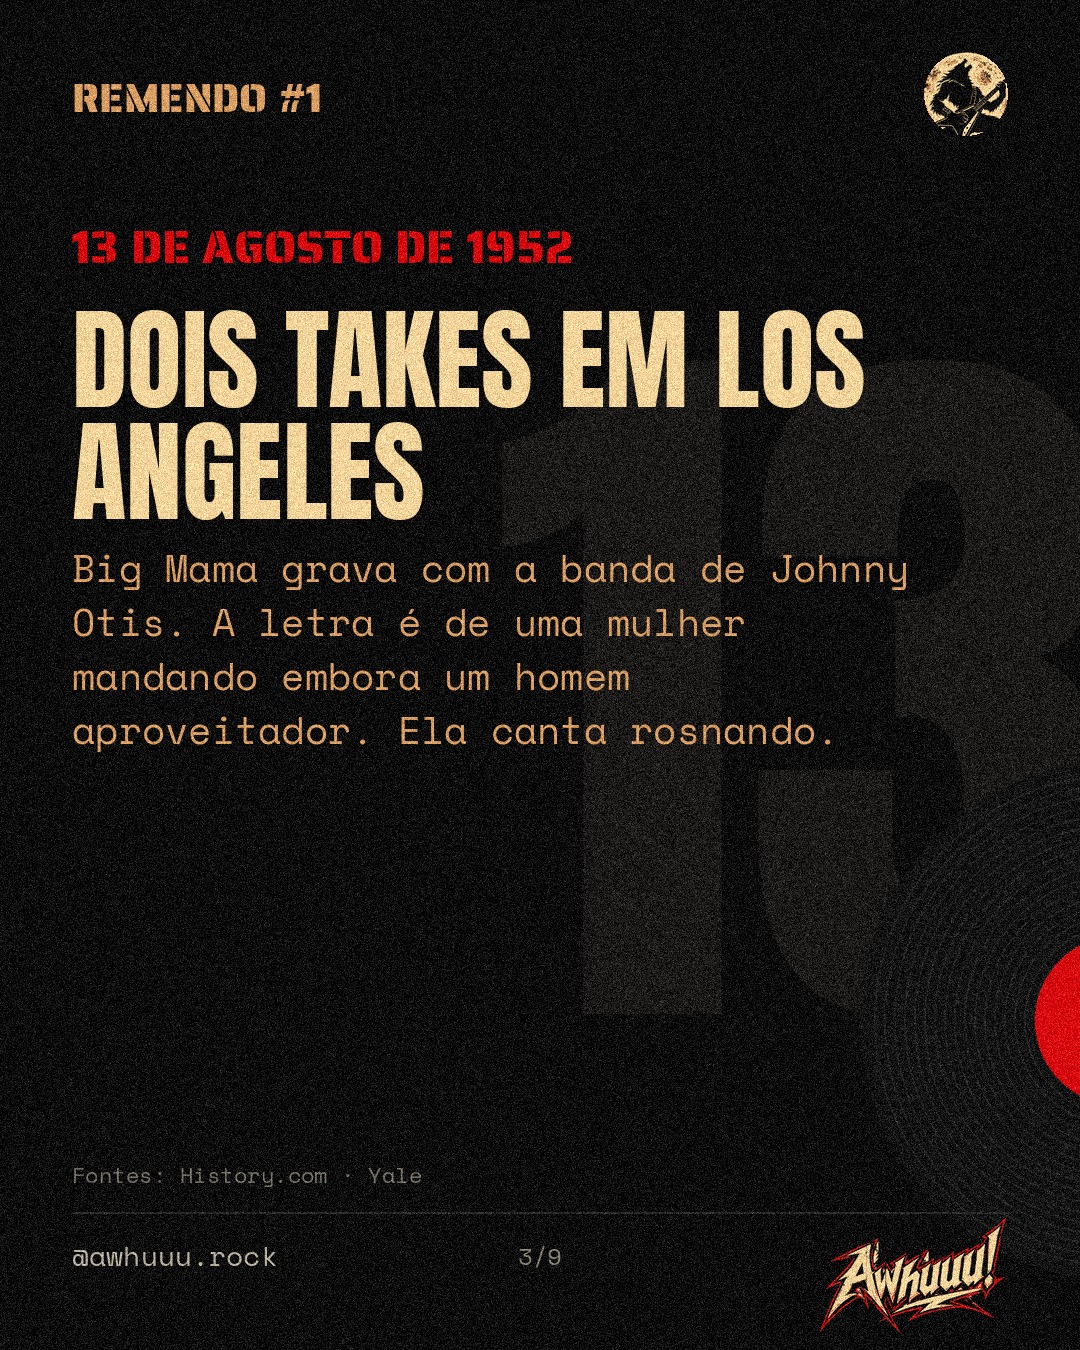 REMENDO #1
13 DE AGOSTO DE 1952
DOIS TAKES EM LOS
ANGELES
13
Big Mama grava com a banda de Johnny
Otis. A letra é de uma mulher
mandando embora um homem
aproveitador. Ela canta rosnando.
Fontes: History.com · Yale
@awhuuu.rock
3/9
Awhuuu!